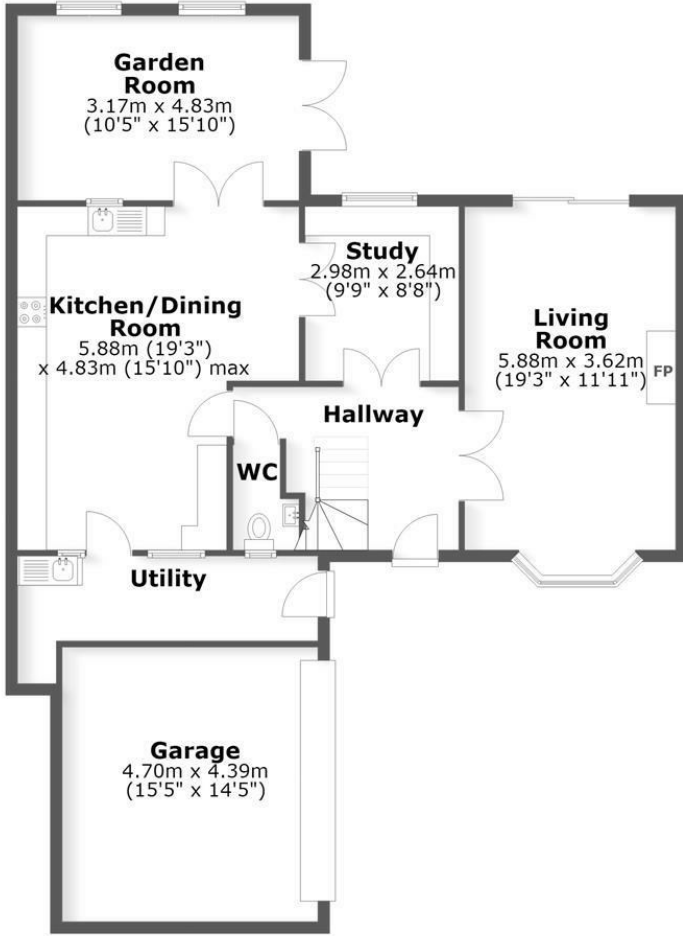 Garden
Room
3.17m x 4.83m
(10'5" x 15'10")
Kitchen/Dining
Room
5.88m (19'3")
x 4.83m (15'10") max
Study
2.98m x 2.64m
(9'9" x 8'8")
Living
Room
5.88m x 3.62m
(19'3" x 11'11")
FP
Hallway
WC
Utility
Garage
4.70m x 4.39m
(15'5" x 14'5")